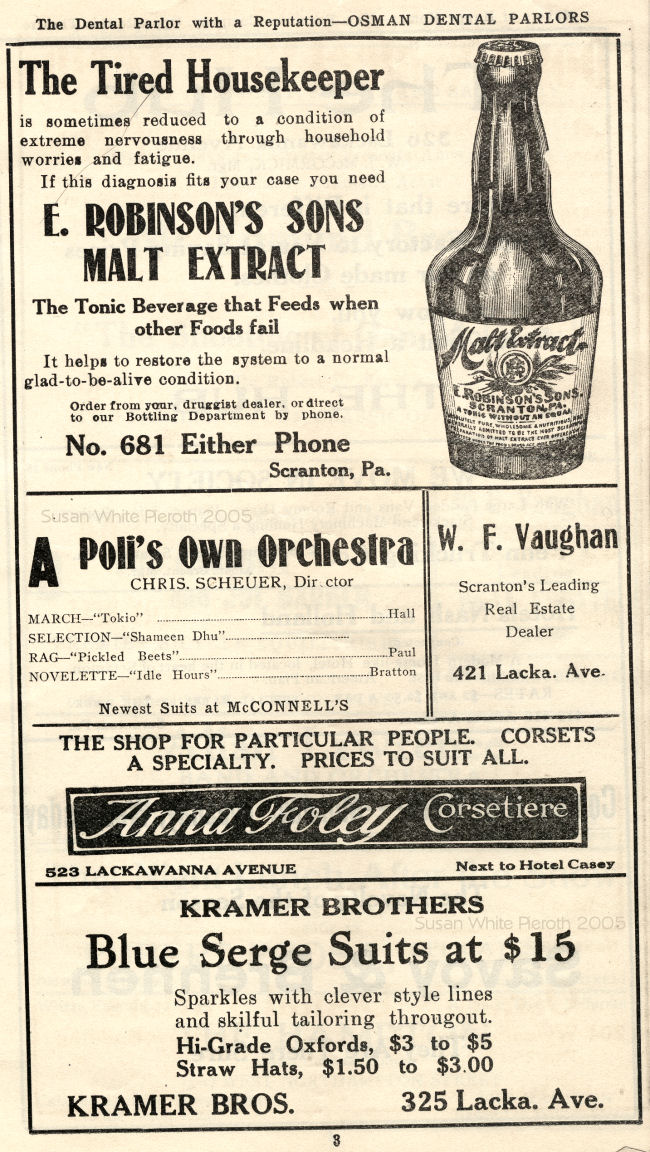 The Dental Parlor with a Reputation—OSMAN DENTAL PARLORS
The Tired Housekeeper
is sometimes reduced to a condition of
extreme nervousness through household
worries and fatigue.
If this diagnosis fits your case you need
E. ROBINSON'S SONS
MALT EXTRACT
The Tonic Beverage that Feeds when
other Foods fail
It helps to restore the system to a normal
glad-to-be-alive condition.
Order from your, druggist dealer, or direct
to our Bottling Department by phone.
No. 681 Either Phone
Scranton, Pa.
Malt Extract
E. ROBINSON'S SONS.
SCRANTON, PA.
A TONIC WITHOUT AN EQUAL
Susan White Pieroth 2005
A Poli's Own Orchestra
CHRIS. SCHEUER, Director
MARCH—"Tokio" Hall
SELECTION—"Shameen Dhu"
RAG—"Pickled Beets" Paul
NOVELETTE—"Idle Hours" Bratton
Newest Suits at McCONNELL'S
W. F. Vaughan
Scranton's Leading
Real Estate
Dealer
421 Lacka. Ave.
THE SHOP FOR PARTICULAR PEOPLE. CORSETS
A SPECIALTY. PRICES TO SUIT ALL.
Anna Foley Corsetiere
523 LACKAWANNA AVENUE Next to Hotel Casey
KRAMER BROTHERS
Susan White Pieroth 2005
Blue Serge Suits at $15
Sparkles with clever style lines
and skilful tailoring througout.
Hi-Grade Oxfords, $3 to $5
Straw Hats, $1.50 to $3.00
KRAMER BROS. 325 Lacka. Ave.
3